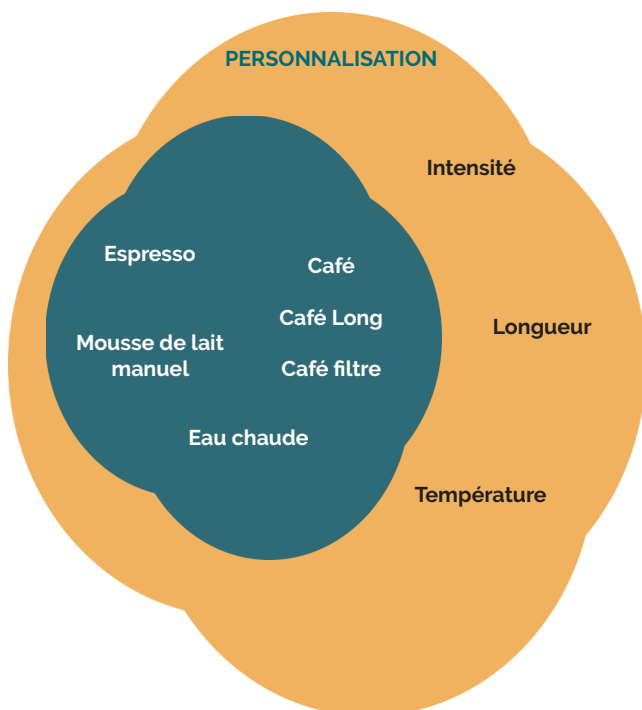 PERSONNALISATION
Intensité
Espresso
Café
Café Long
Longueur
Mousse de lait
manuel
Café filtre
Eau chaude
Température